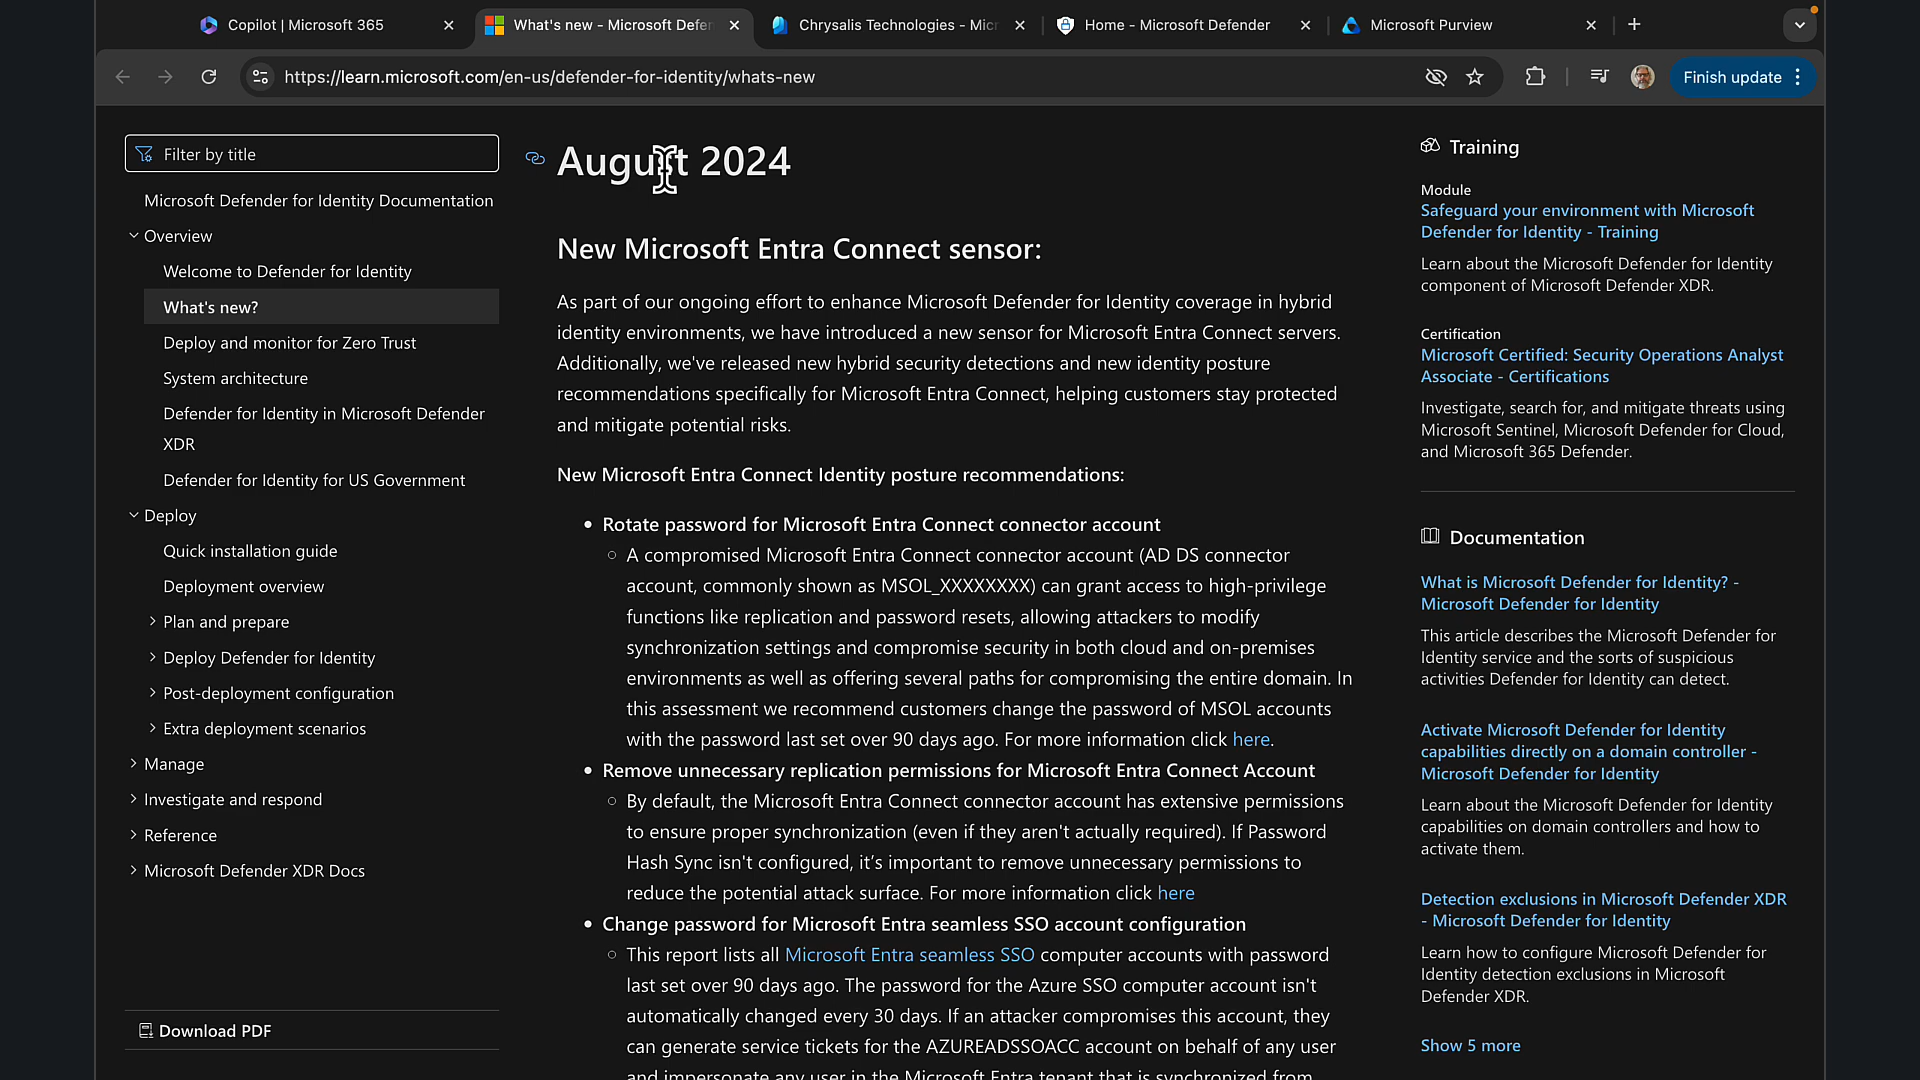 Copilot | Microsoft 365
What's new - Microsoft Defen
Chrysalis Technologies - Micr
Home - Microsoft Defender
Microsoft Purview
https://learn.microsoft.com/en-us/defender-for-identity/whats-new
Finish update
Filter by title
Microsoft Defender for Identity Documentation
Overview
Welcome to Defender for Identity
What's new?
Deploy and monitor for Zero Trust
System architecture
Defender for Identity in Microsoft Defender
XDR
Defender for Identity for US Government
Deploy
Quick installation guide
Deployment overview
Plan and prepare
Deploy Defender for Identity
Post-deployment configuration
Extra deployment scenarios
Manage
Investigate and respond
Reference
Microsoft Defender XDR Docs
Download PDF
August 2024
New Microsoft Entra Connect sensor:
As part of our ongoing effort to enhance Microsoft Defender for Identity coverage in hybrid
identity environments, we have introduced a new sensor for Microsoft Entra Connect servers.
Additionally, we've released new hybrid security detections and new identity posture
recommendations specifically for Microsoft Entra Connect, helping customers stay protected
and mitigate potential risks.
New Microsoft Entra Connect Identity posture recommendations:
• Rotate password for Microsoft Entra Connect connector account
○ A compromised Microsoft Entra Connect connector account (AD DS connector
account, commonly shown as MSOL_XXXXXXXX) can grant access to high-privilege
functions like replication and password resets, allowing attackers to modify
synchronization settings and compromise security in both cloud and on-premises
environments as well as offering several paths for compromising the entire domain. In
this assessment we recommend customers change the password of MSOL accounts
with the password last set over 90 days ago. For more information click here.
• Remove unnecessary replication permissions for Microsoft Entra Connect Account
○ By default, the Microsoft Entra Connect connector account has extensive permissions
to ensure proper synchronization (even if they aren't actually required). If Password
Hash Sync isn't configured, it’s important to remove unnecessary permissions to
reduce the potential attack surface. For more information click here
• Change password for Microsoft Entra seamless SSO account configuration
○ This report lists all Microsoft Entra seamless SSO computer accounts with password
last set over 90 days ago. The password for the Azure SSO computer account isn't
automatically changed every 30 days. If an attacker compromises this account, they
can generate service tickets for the AZUREADSSOACC account on behalf of any user
and impersonate any user in the Microsoft Entra tenant that is synchronized from
Training
Module
Safeguard your environment with Microsoft
Defender for Identity - Training
Learn about the Microsoft Defender for Identity
component of Microsoft Defender XDR.
Certification
Microsoft Certified: Security Operations Analyst
Associate - Certifications
Investigate, search for, and mitigate threats using
Microsoft Sentinel, Microsoft Defender for Cloud,
and Microsoft 365 Defender.
Documentation
What is Microsoft Defender for Identity? -
Microsoft Defender for Identity
This article describes the Microsoft Defender for
Identity service and the sorts of suspicious
activities Defender for Identity can detect.
Activate Microsoft Defender for Identity
capabilities directly on a domain controller -
Microsoft Defender for Identity
Learn about the Microsoft Defender for Identity
capabilities on domain controllers and how to
activate them.
Detection exclusions in Microsoft Defender XDR
- Microsoft Defender for Identity
Learn how to configure Microsoft Defender for
Identity detection exclusions in Microsoft
Defender XDR.
Show 5 more